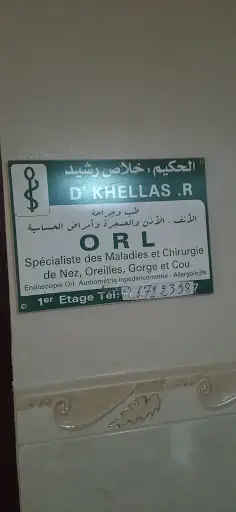 الحكيم : خلاص رشيد
Dr KHELLAS .R
طب وجراحة
الأنف . الأذن والحنجرة وأمراض الحساسية
ORL
Spécialiste des Maladies et Chirurgie
de Nez, Oreilles, Gorge et Cou
Endoscopie Orl- Audiométrie Impédancemétrie - Allergologie
1er Etage Tél: